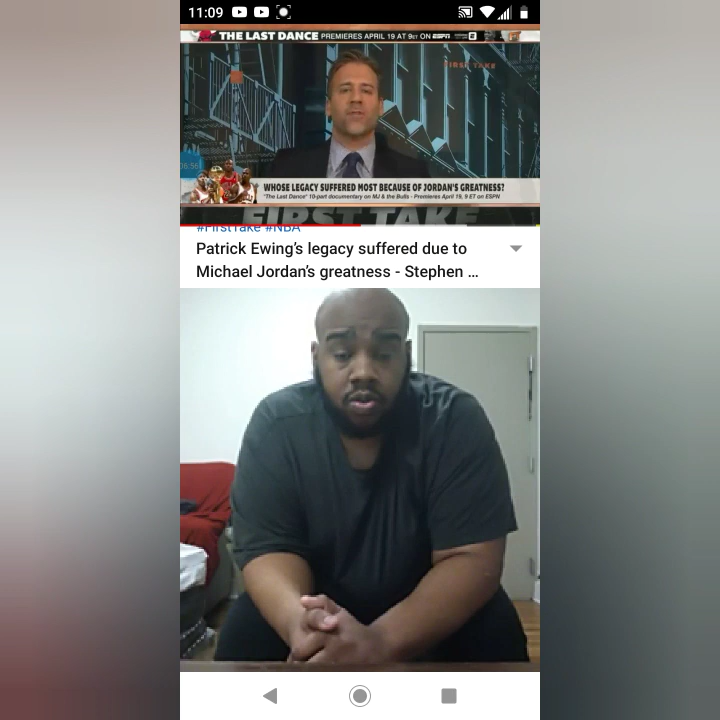 11:09
THE LAST DANCE PREMIERES APRIL 19 AT 9ET ON ESPN
FIRST TAKE
16:56
WHOSE LEGACY SUFFERED MOST BECAUSE OF JORDAN'S GREATNESS?
"The Last Dance" 10-part documentary on MJ & the Bulls - Premieres April 19, 9 ET on ESPN
FIRST TAKE
#FirstTake #NBA
Patrick Ewing's legacy suffered due to
Michael Jordan's greatness - Stephen ...